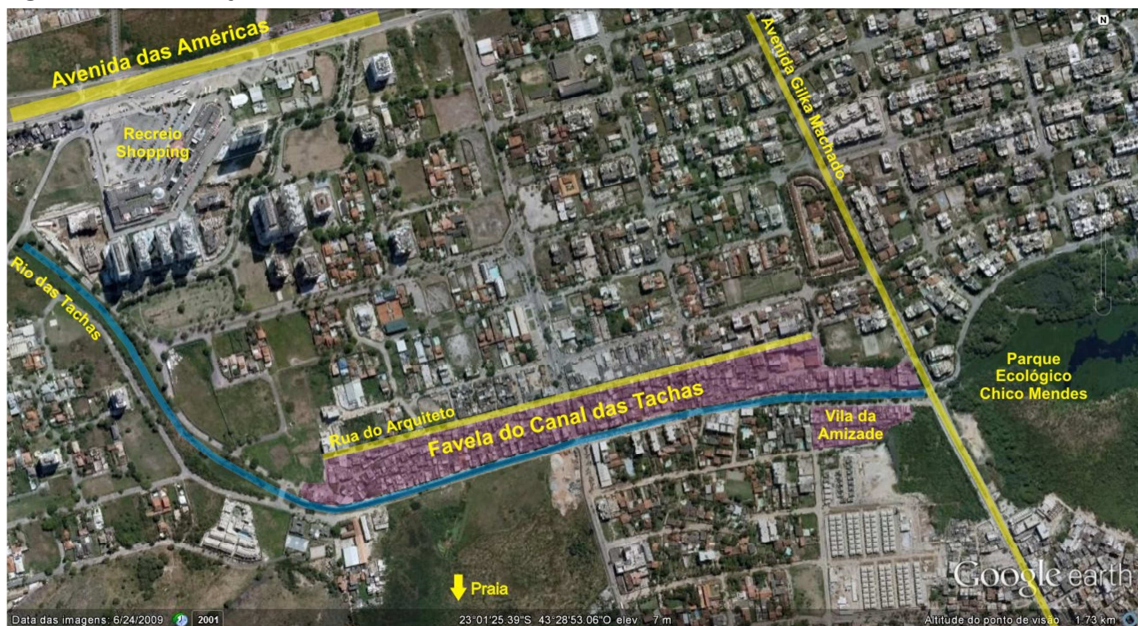 Avenida das Américas
Avenida Gilka Machado
N
Recreio
Shopping
Rio das Tachas
Rua do Arquiteto
Favela do Canal das Tachas
Parque
Ecológico
Chico Mendes
Vila da
Amizade
Praia
Google earth
Data das imagens: 6/24/2009
2001
23°01'25.39"S 43°28'53.06"O elev 7 m
Altitude do ponto de visão 1.73 km